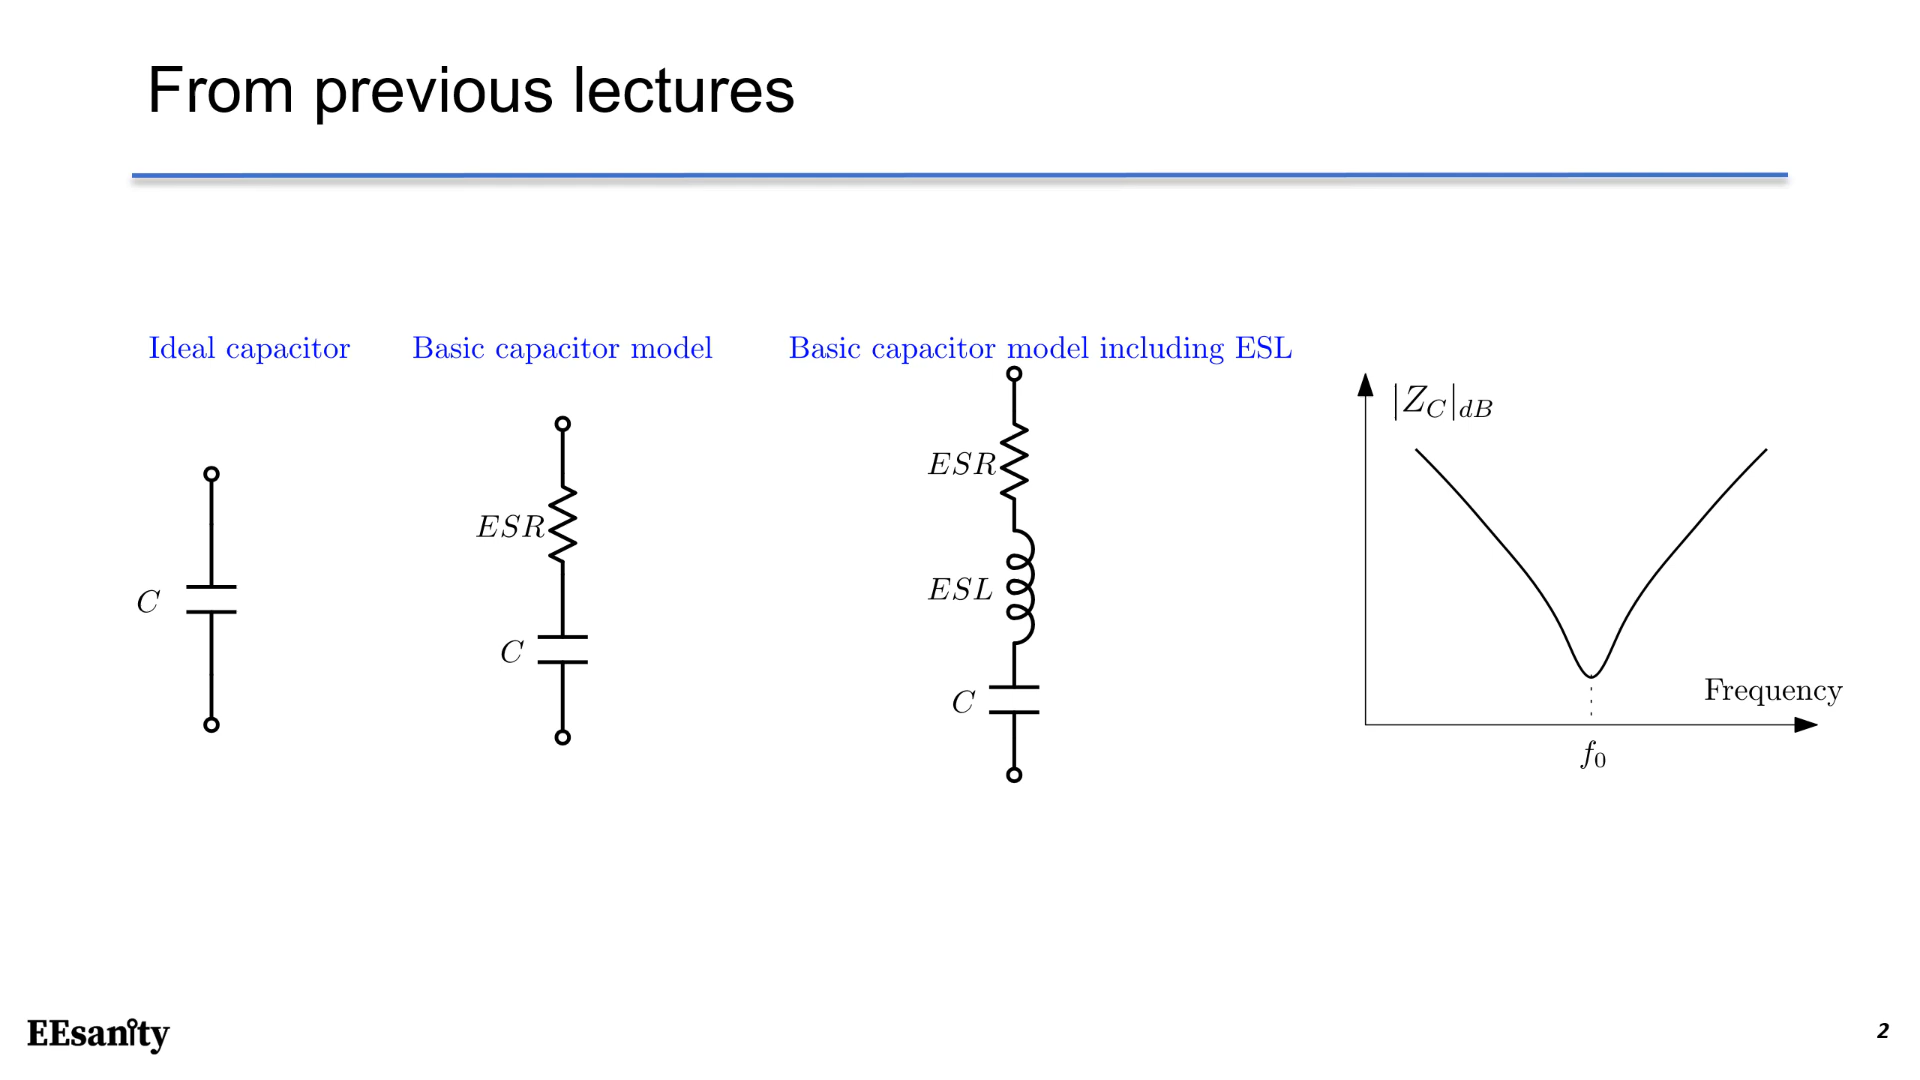 From previous lectures
Ideal capacitor
Basic capacitor model
Basic capacitor model including ESL
C
ESR
C
ESR
ESL
C
|Z_C|_{dB}
Frequency
f_0
EEsanity
2